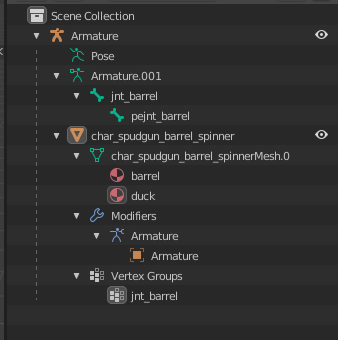 Scene Collection
Armature
Pose
Armature.001
jnt_barrel
pejnt_barrel
char_spudgun_barrel_spinner
char_spudgun_barrel_spinnerMesh.0
barrel
duck
Modifiers
Armature
Armature
Vertex Groups
jnt_barrel